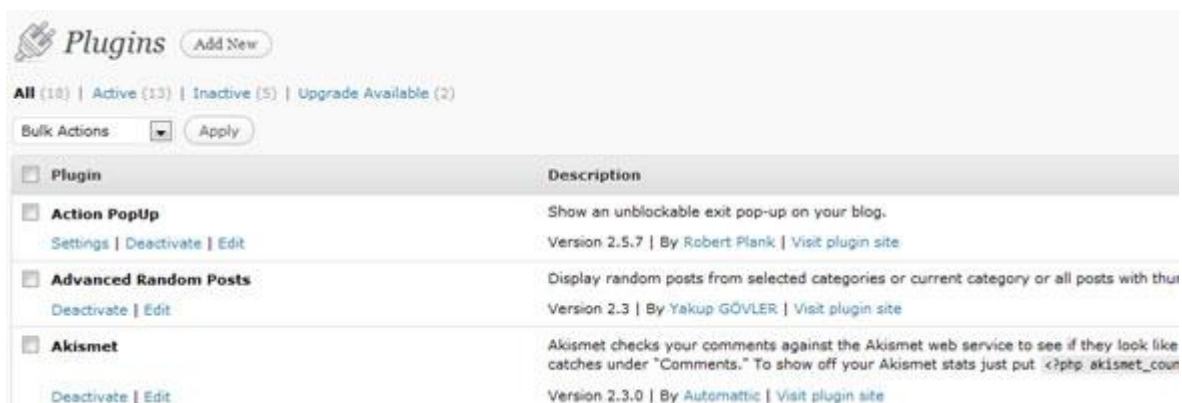 Plugins Add New
All (18) | Active (13) | Inactive (5) | Upgrade Available (2)
Bulk Actions Apply
Plugin Description
Action PopUp Show an unblockable exit pop-up on your blog.
Settings | Deactivate | Edit Version 2.5.7 | By Robert Plank | Visit plugin site
Advanced Random Posts Display random posts from selected categories or current category or all posts with
Deactivate | Edit Version 2.3 | By Yakup GÖVLER | Visit plugin site
Akismet Akismet checks your comments against the Akismet web service to see if they look like
catches under "Comments." To show off your Akismet stats just put <?php akismet_coun
Deactivate | Edit Version 2.3.0 | By Automattic | Visit plugin site